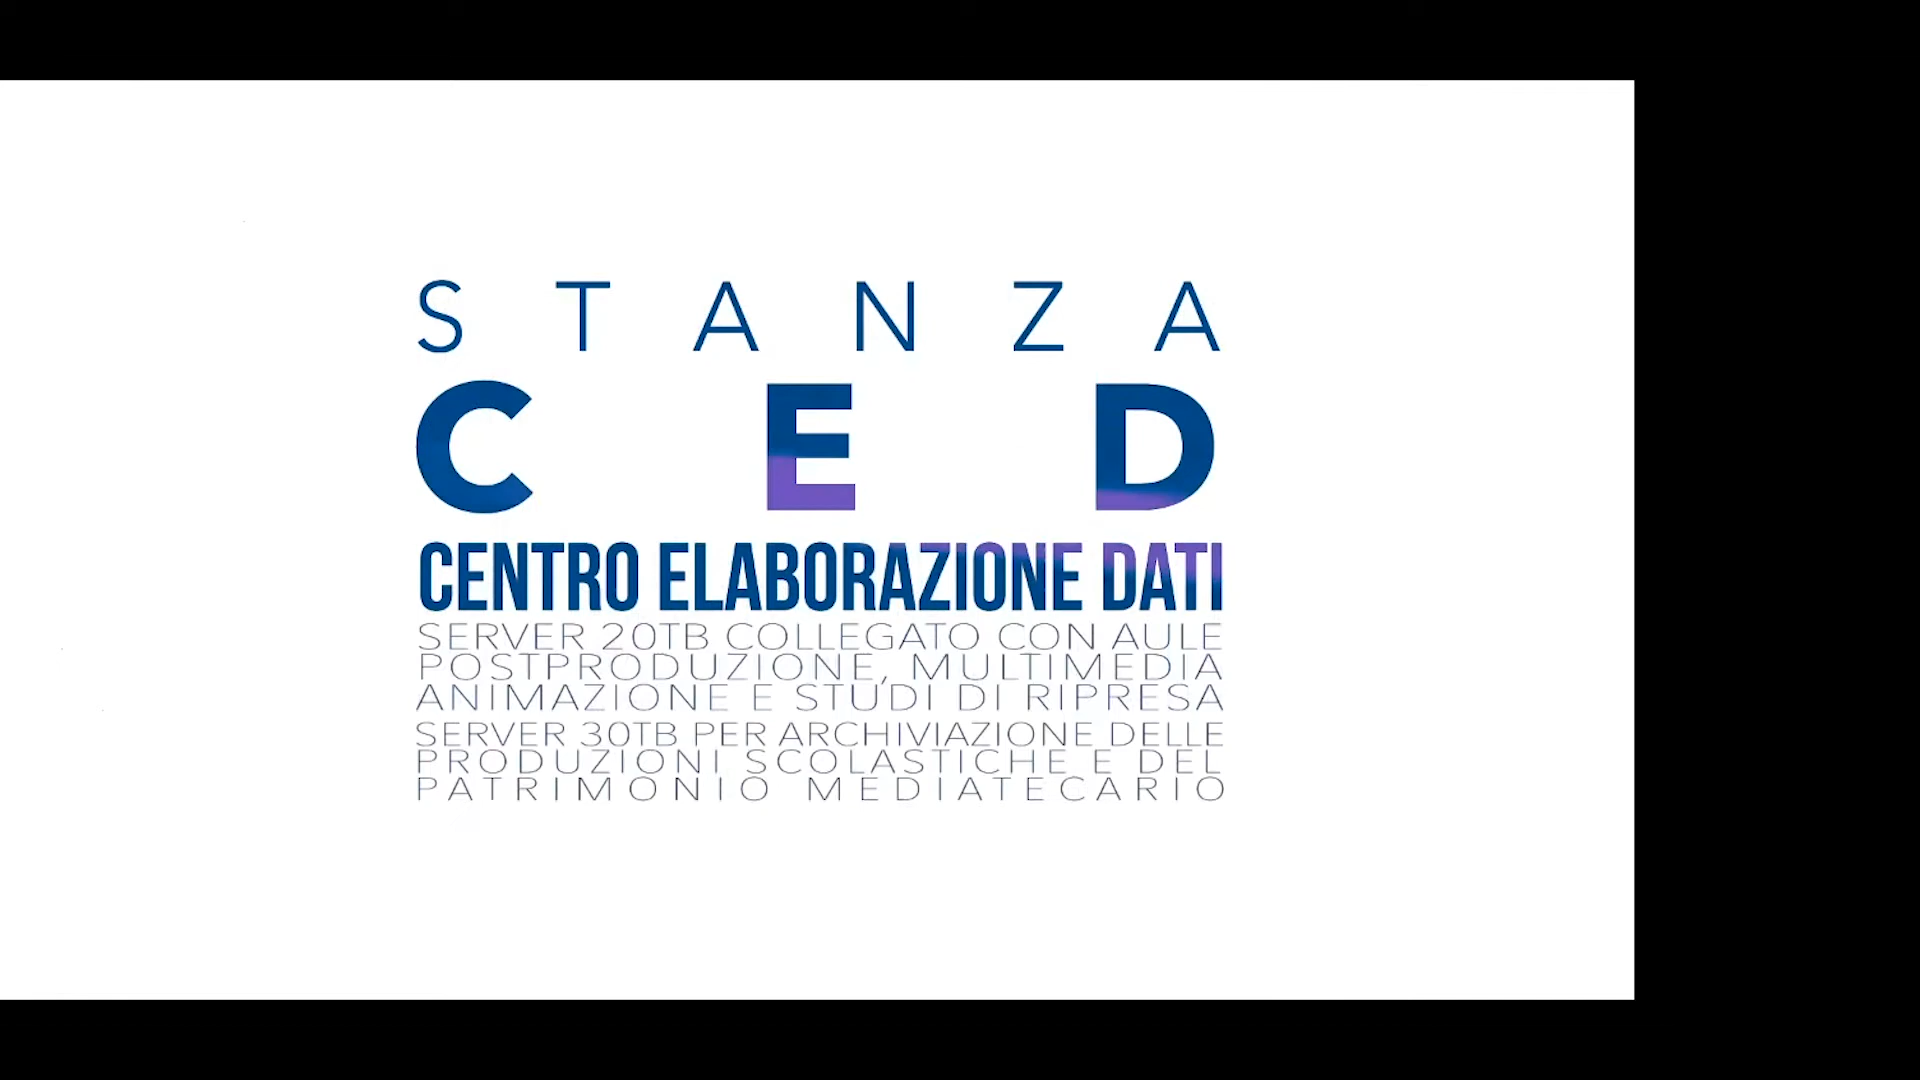 STANZA
CED
CENTRO ELABORAZIONE DATI
SERVER 20TB COLLEGATO CON AULE
POSTPRODUZIONE, MULTIMEDIA
ANIMAZIONE E STUDI DI RIPRESA
SERVER 30TB PER ARCHIVIAZIONE DELLE
PRODUZIONI SCOLASTICHE E DEL
PATRIMONIO MEDIATECARIO